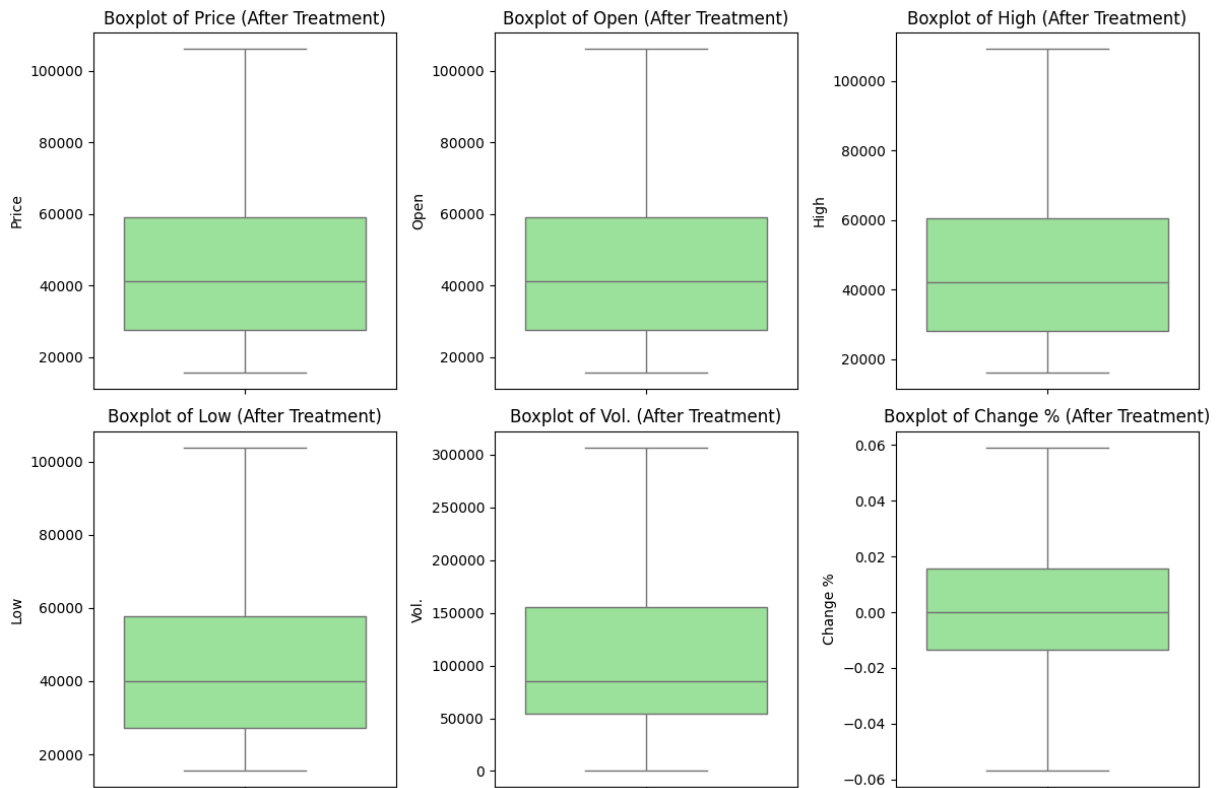 Boxplot of Price (After Treatment)
100000
80000
60000
40000
20000
Price
Boxplot of Open (After Treatment)
100000
80000
60000
40000
20000
Open
Boxplot of High (After Treatment)
100000
80000
60000
40000
20000
High
Boxplot of Low (After Treatment)
100000
80000
60000
40000
20000
Low
Boxplot of Vol. (After Treatment)
300000
250000
200000
150000
100000
50000
0
Vol.
Boxplot of Change % (After Treatment)
0.06
0.04
0.02
0.00
−0.02
−0.04
−0.06
Change %